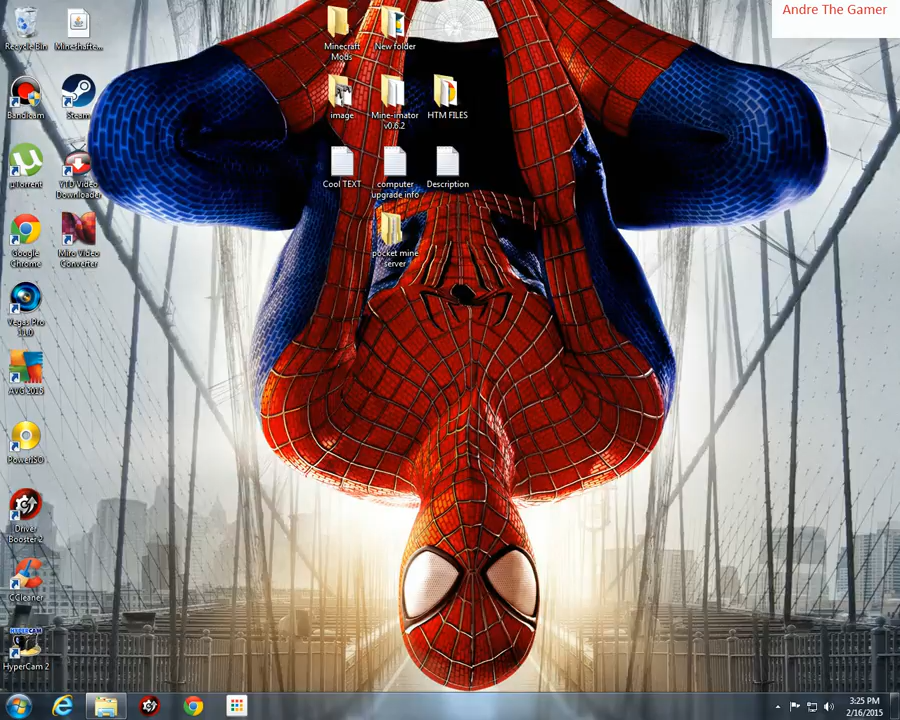 Andre The Gamer
Recycle Bin
Mineshafte...
Minecraft
Mods
New folder
Bandicam
Steam
image
Mine-imator
v0.6.2
HTM FILES
µTorrent
YTD Video
Downloader
Cool TEXT
computer
upgrade info
Description
Google
Chrome
Miro Video
Converter
pocket mine
server
Vegas Pro
11.0
AVG 2015
PowerISO
Driver
Booster 2
CCleaner
HYPERCAM
HyperCam 2
3:25 PM
2/16/2015